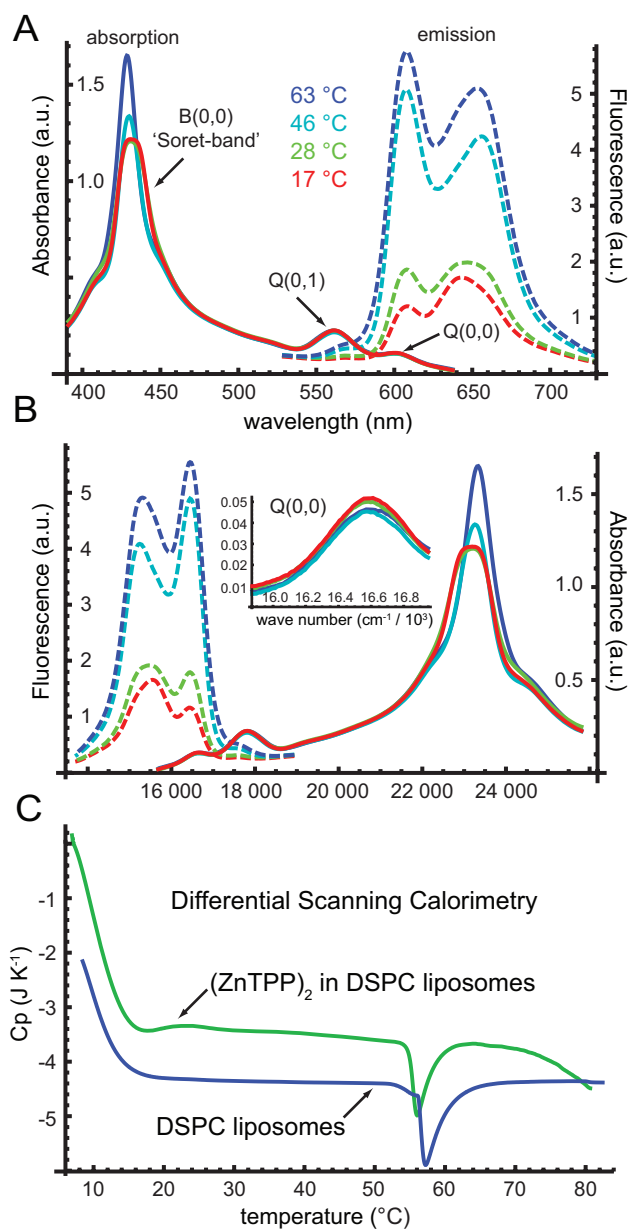 A
absorption
emission
Absorbance (a.u.)
1.5
1.0
B(0,0)
‘Soret-band’
63 °C
46 °C
28 °C
17 °C
Q(0,1)
Q(0,0)
5
4
3
2
1
Fluorescence (a.u.)
400 450 500 550 600 650 700
wavelength (nm)
B
Fluorescence (a.u.)
5
4
3
2
1
Q(0,0)
0.05
0.04
0.03
0.02
0.01
16.0 16.2 16.4 16.6 16.8
wave number (cm⁻¹ / 10³)
1.5
1.0
0.5
Absorbance (a.u.)
16 000 18 000 20 000 22 000 24 000
C
Differential Scanning Calorimetry
Cp (J K⁻¹)
-1
-2
-3
-4
-5
(ZnTPP)₂ in DSPC liposomes
DSPC liposomes
10 20 30 40 50 60 70 80
temperature (°C)